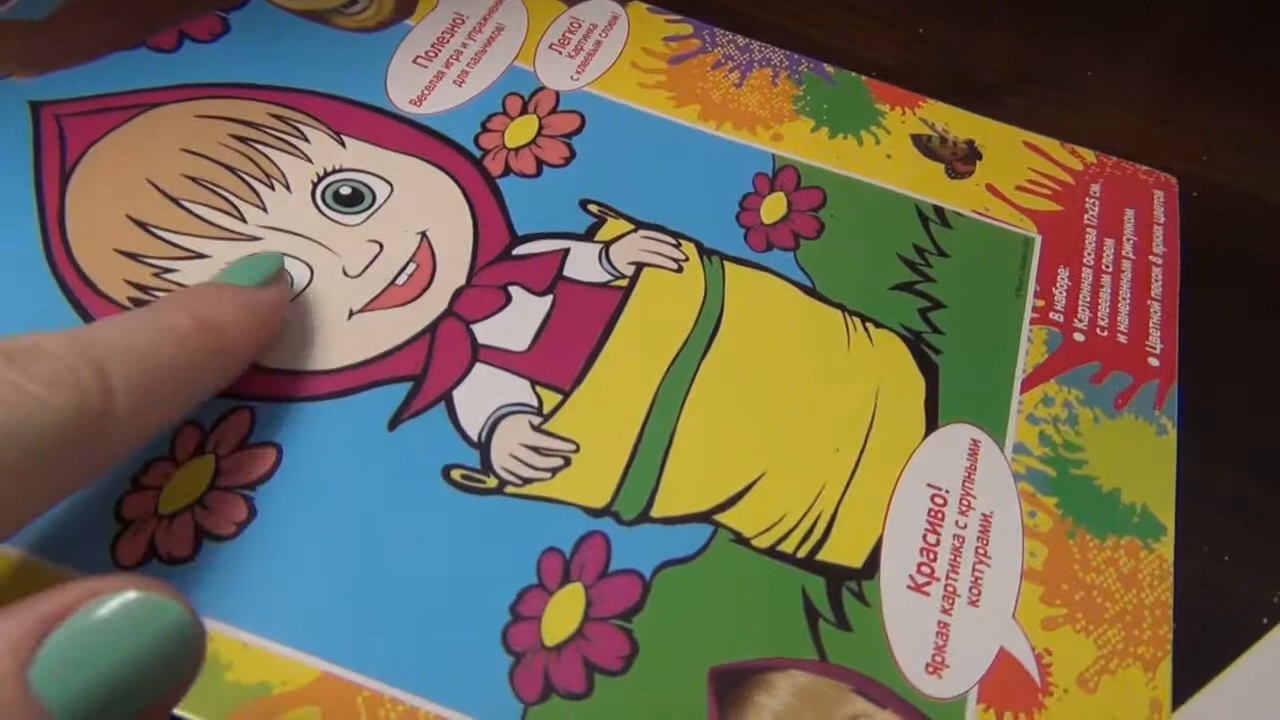 Полезно!
Веселая игра и упражнения
для пальчиков!
Легко!
Картинка
с клеевым слоем!
В наборе:
● Картонная основа 17х25 см.
с клеевым слоем
и нанесенным рисунком
● Цветной песок 8 ярких цветов
Красиво!
Яркая картинка с крупными
контурами.